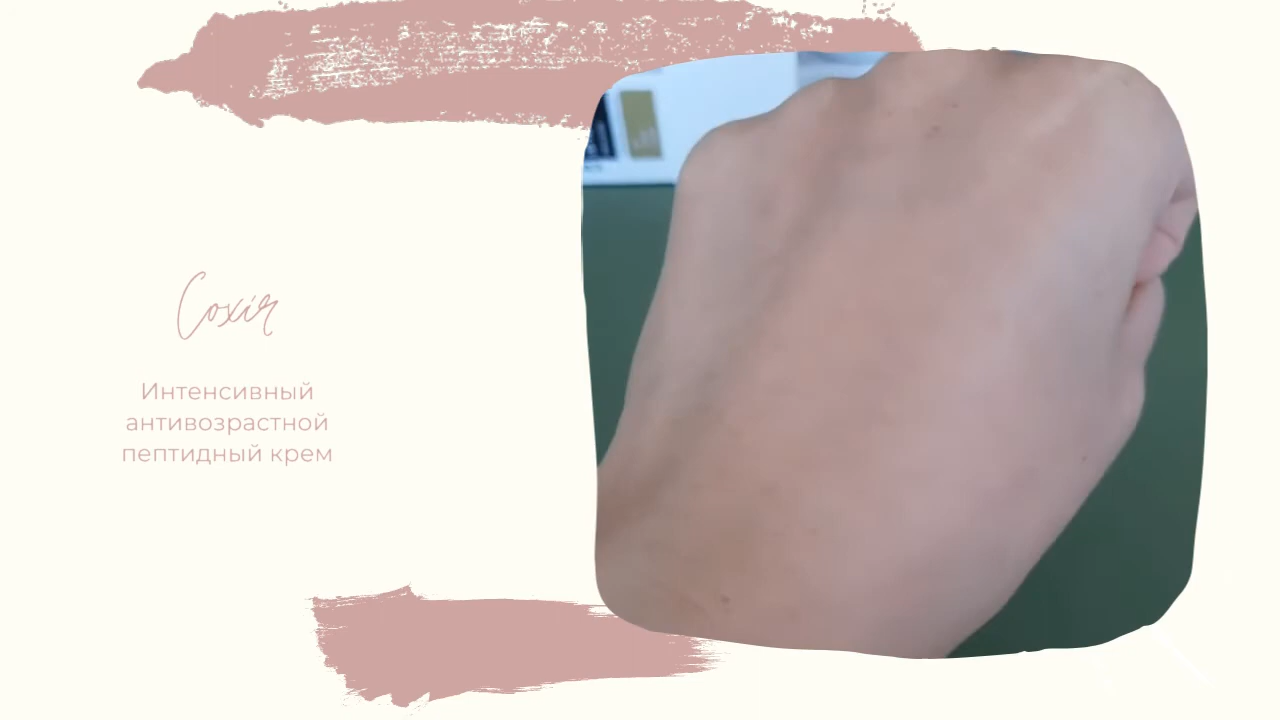 Coxir
Интенсивный
антивозрастной
пептидный крем